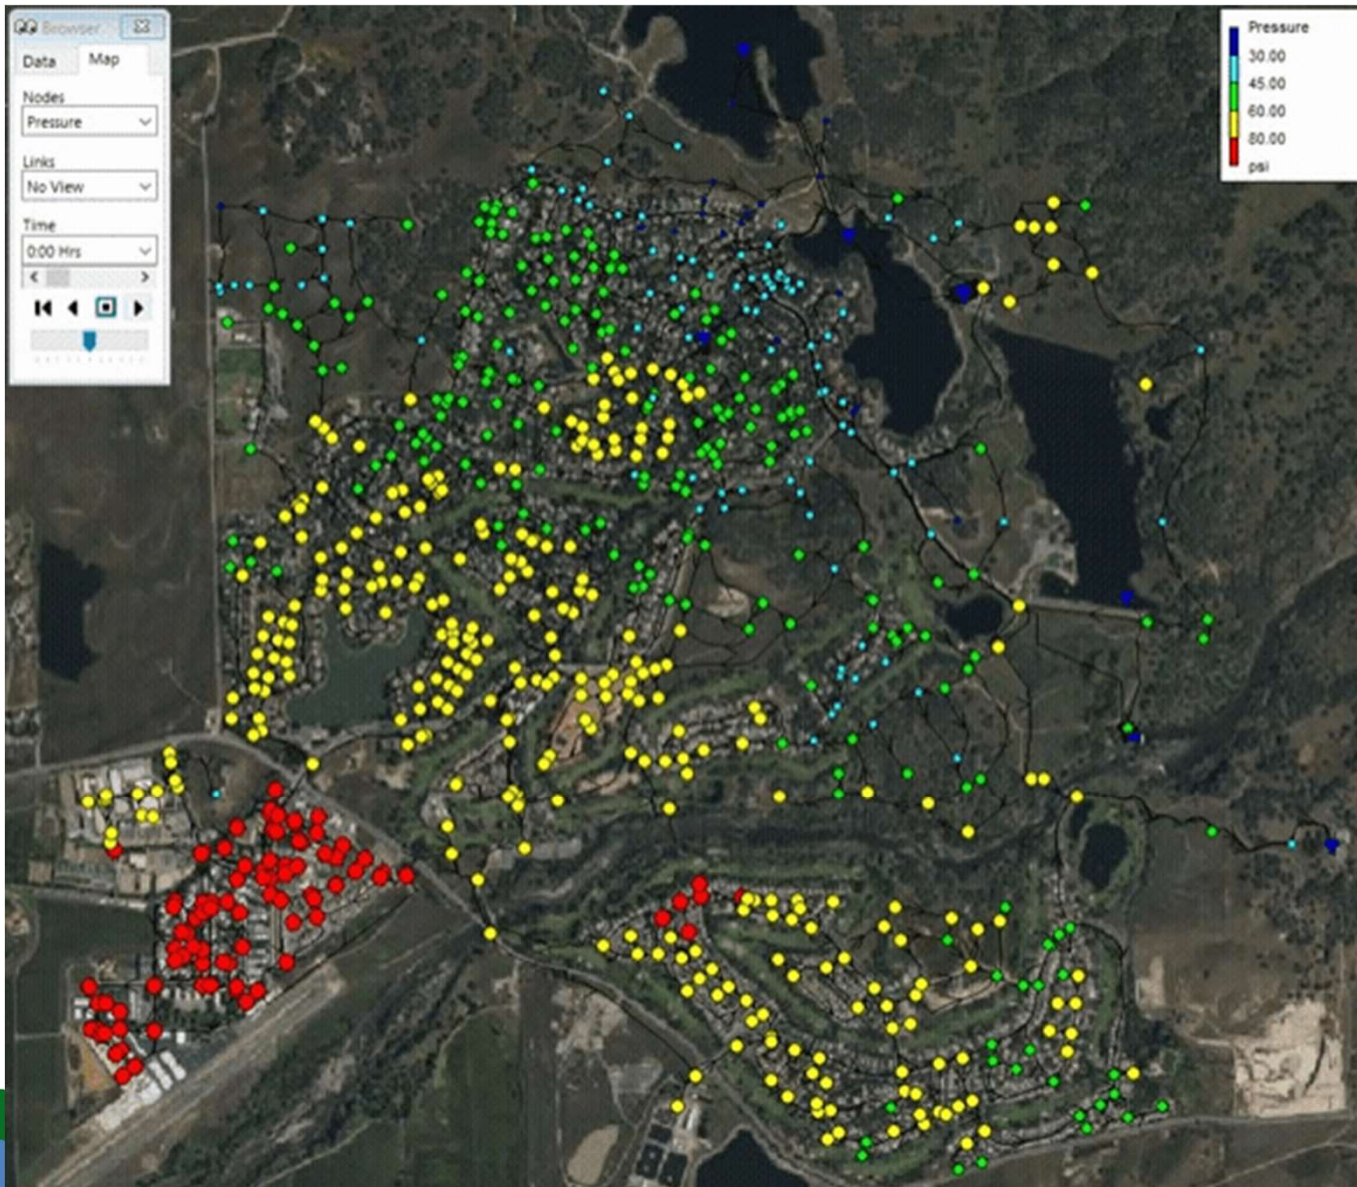 Browser
Data Map
Nodes
Pressure
Links
No View
Time
0:00 Hrs
Pressure
30.00
45.00
60.00
80.00
psi